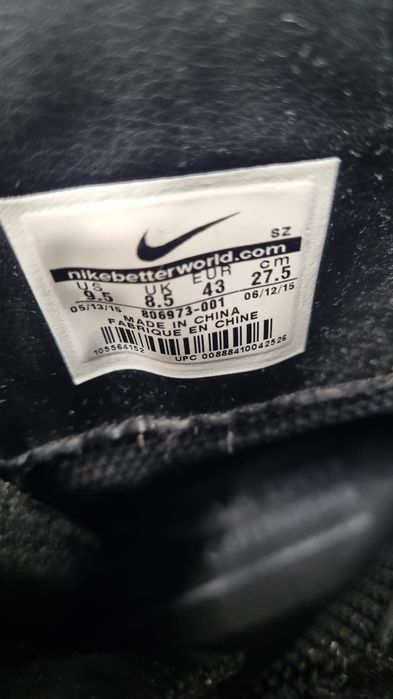 SZ
nikebetterworld.com
US UK EUR cm
9.5 8.5 43 27.5
05/13/15 806973-001 06/12/15
MADE IN CHINA
FABRIQUE EN CHINE
105564152 UPC 00888410042526